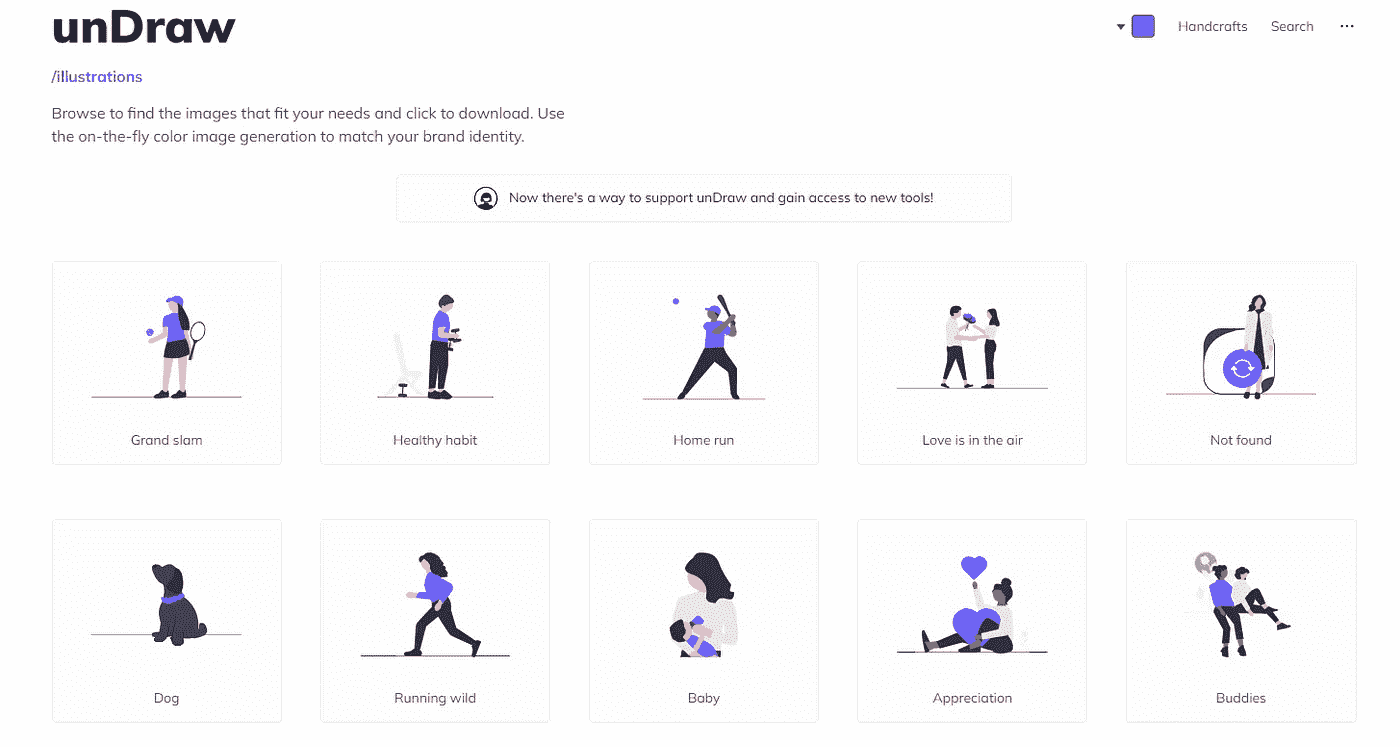 unDraw
Handcrafts
Search
/illustrations
Browse to find the images that fit your needs and click to download. Use
the on-the-fly color image generation to match your brand identity.
Now there's a way to support unDraw and gain access to new tools!
Grand slam
Healthy habit
Home run
Love is in the air
Not found
Dog
Running wild
Baby
Appreciation
Buddies